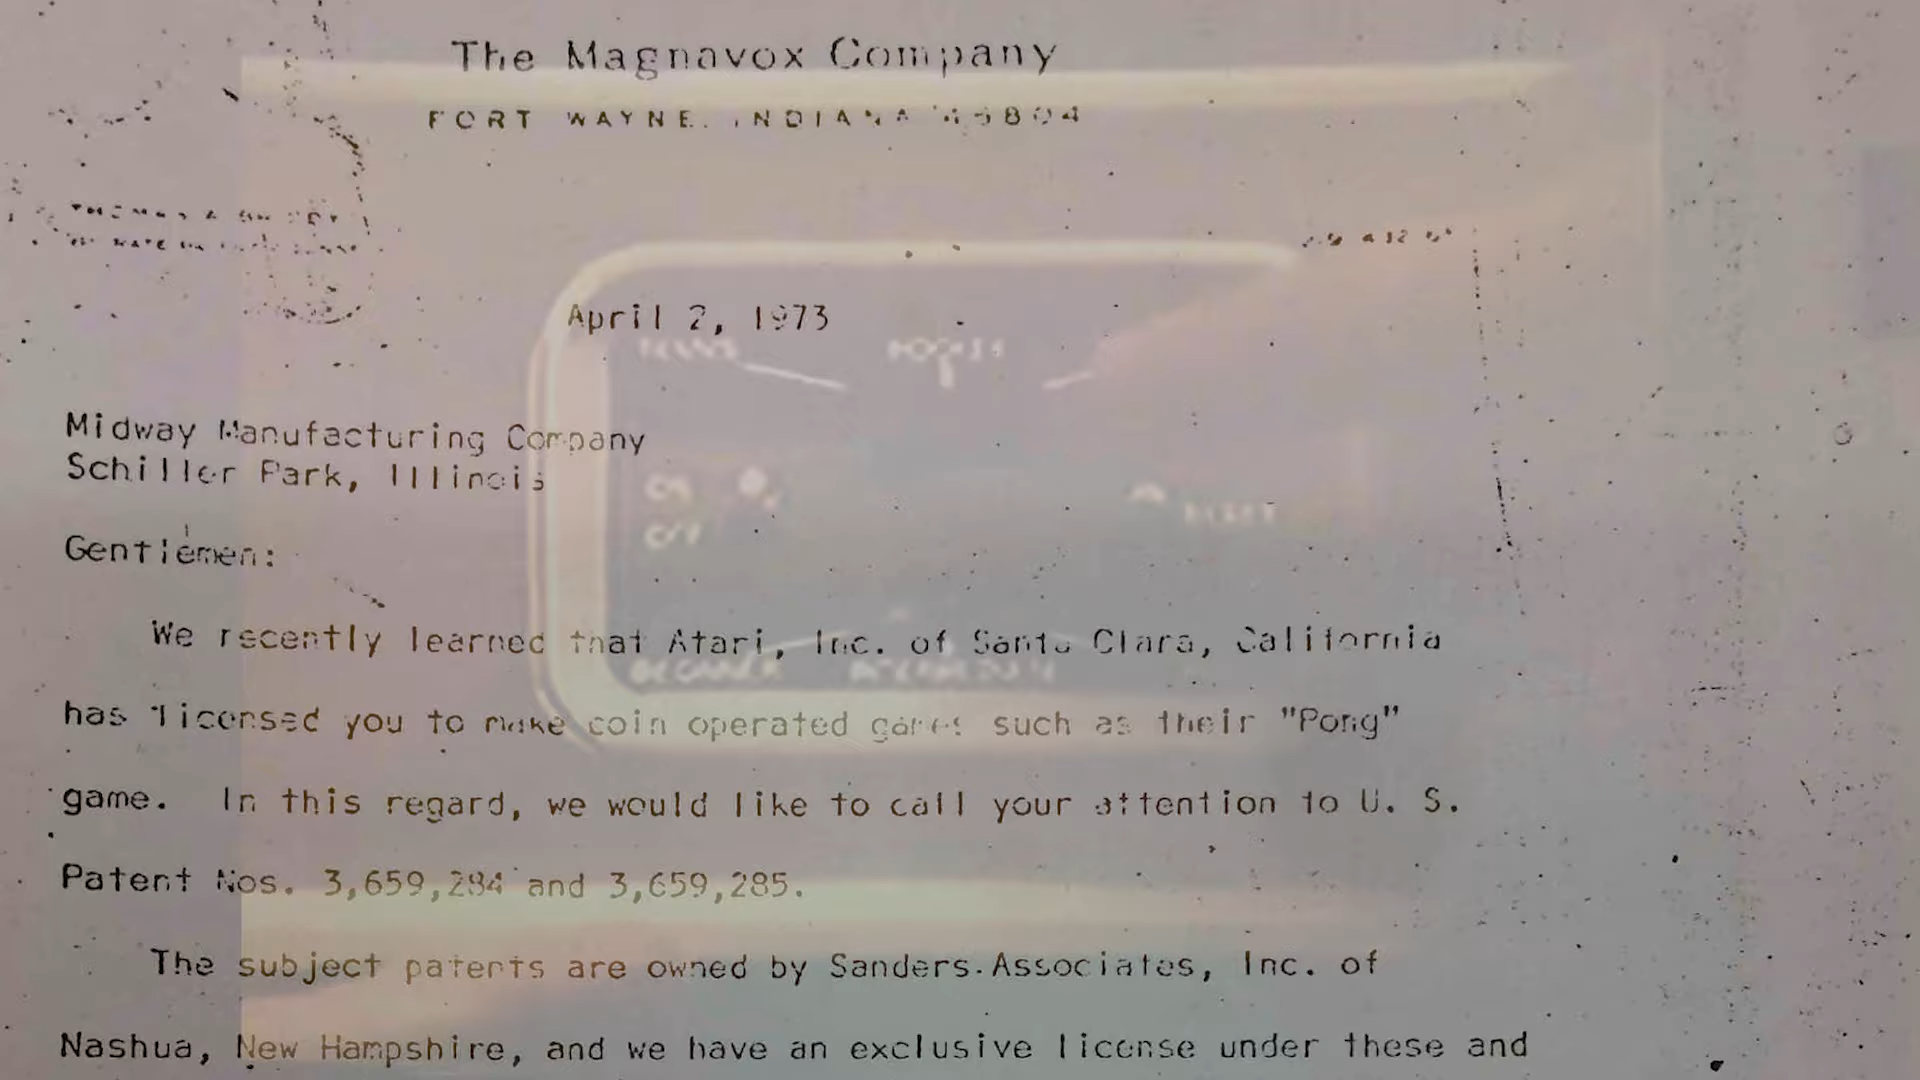 The Magnavox Company
FORT WAYNE, INDIANA 46804
April 2, 1973
Midway Manufacturing Company
Schiller Park, Illinois
Gentlemen:
We recently learned that Atari, Inc. of Santa Clara, California
has licensed you to make coin operated games such as their "Pong"
game. In this regard, we would like to call your attention to U. S.
Patent Nos. 3,659,284 and 3,659,285.
The subject patents are owned by Sanders Associates, Inc. of
Nashua, New Hampshire, and we have an exclusive license under these and
ON
OFF
RESET